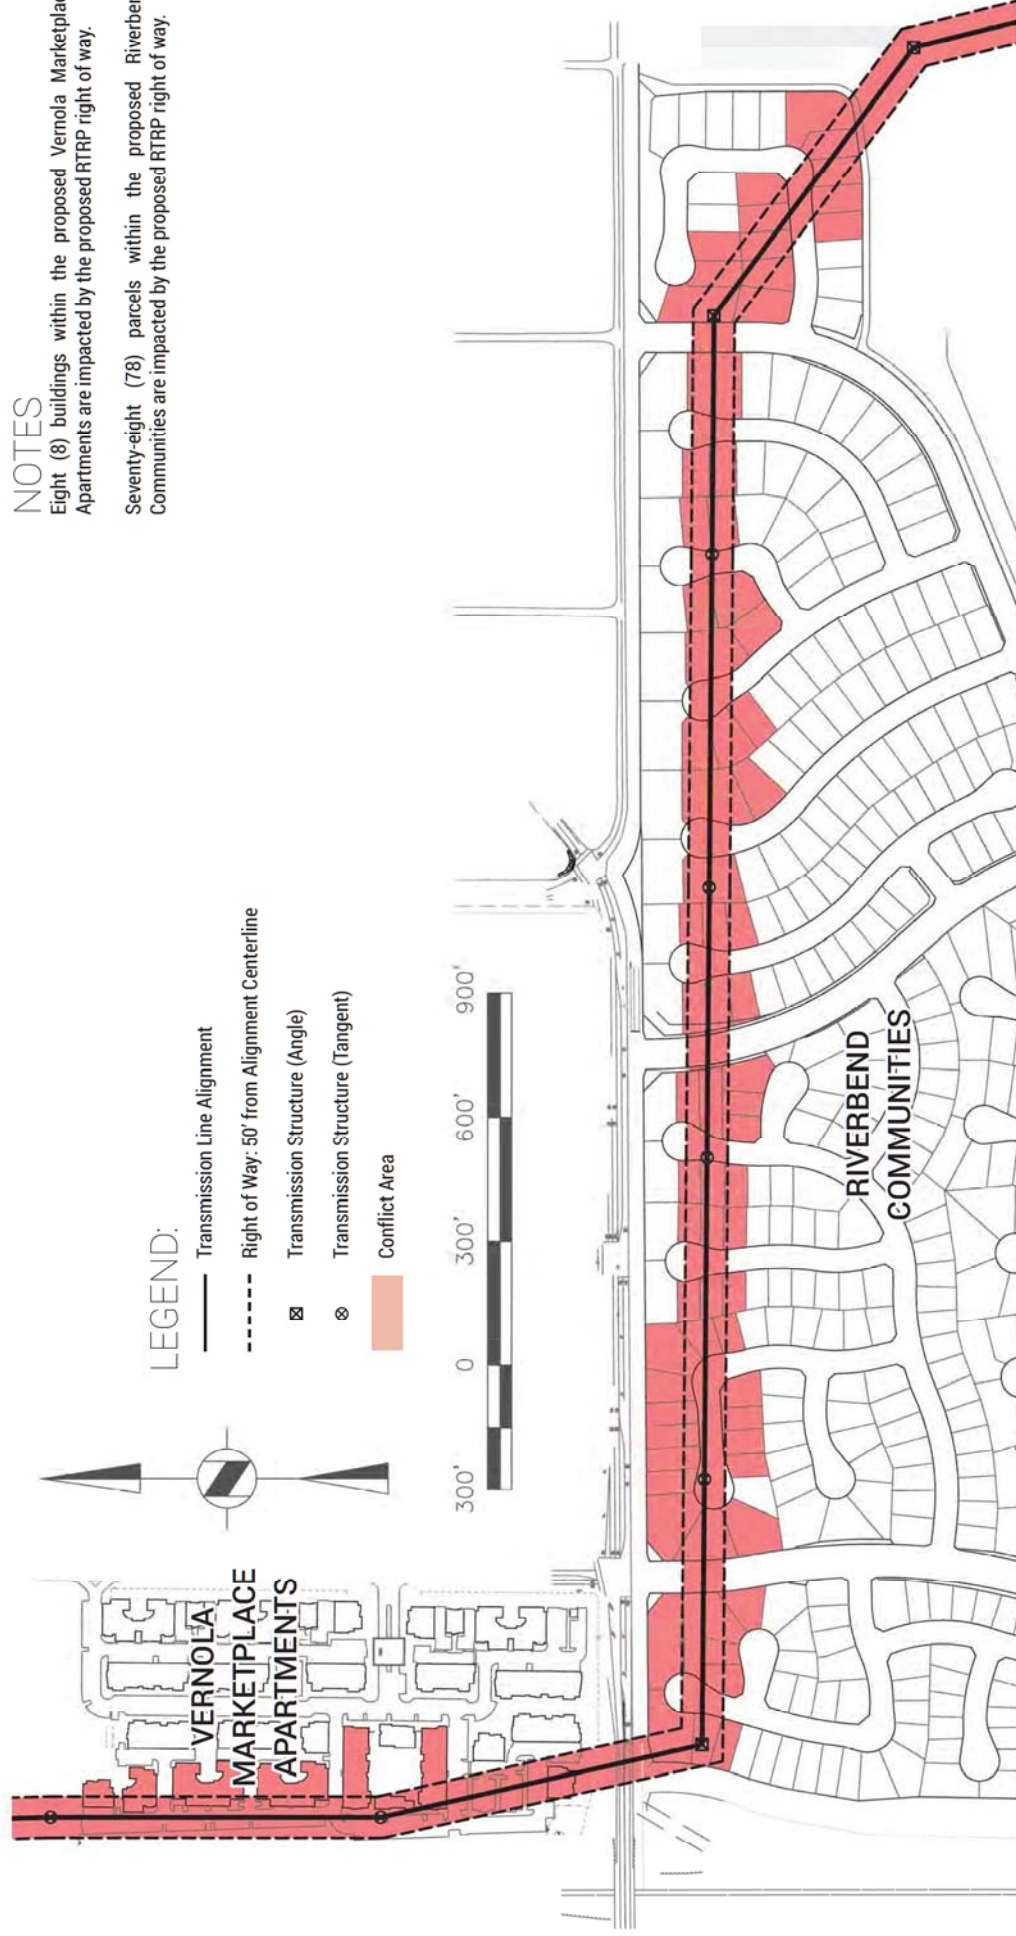 NOTES
Eight (8) buildings within the proposed Vernola
Apartments are impacted by the proposed RTRP right of way.
Seventy-eight (78) parcels within the proposed
Communities are impacted by the proposed RTRP right of way.
LEGEND:
Transmission Line Alignment
Right of Way: 50' from Alignment Centerline
Transmission Structure (Angle)
Transmission Structure (Tangent)
Conflict Area
300' 0 300' 600' 900'
VERNOLA
MARKETPLACE
APARTMENTS
RIVERBEND
COMMUNITIES